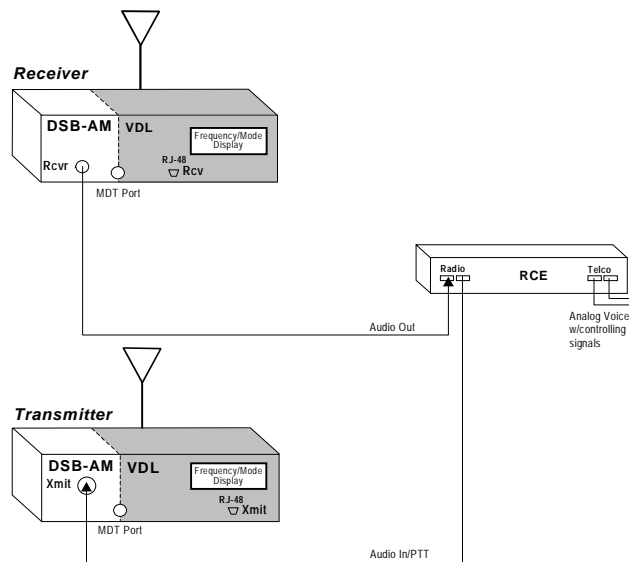 Receiver
DSB-AM VDL
Frequency/Mode
Display
Rcvr
RJ-48
Rcv
MDT Port
Radio
RCE
Telco
Audio Out
Analog Voice
w/controlling
signals
Transmitter
DSB-AM VDL
Frequency/Mode
Display
Xmit
RJ-48
Xmit
MDT Port
Audio In/PTT